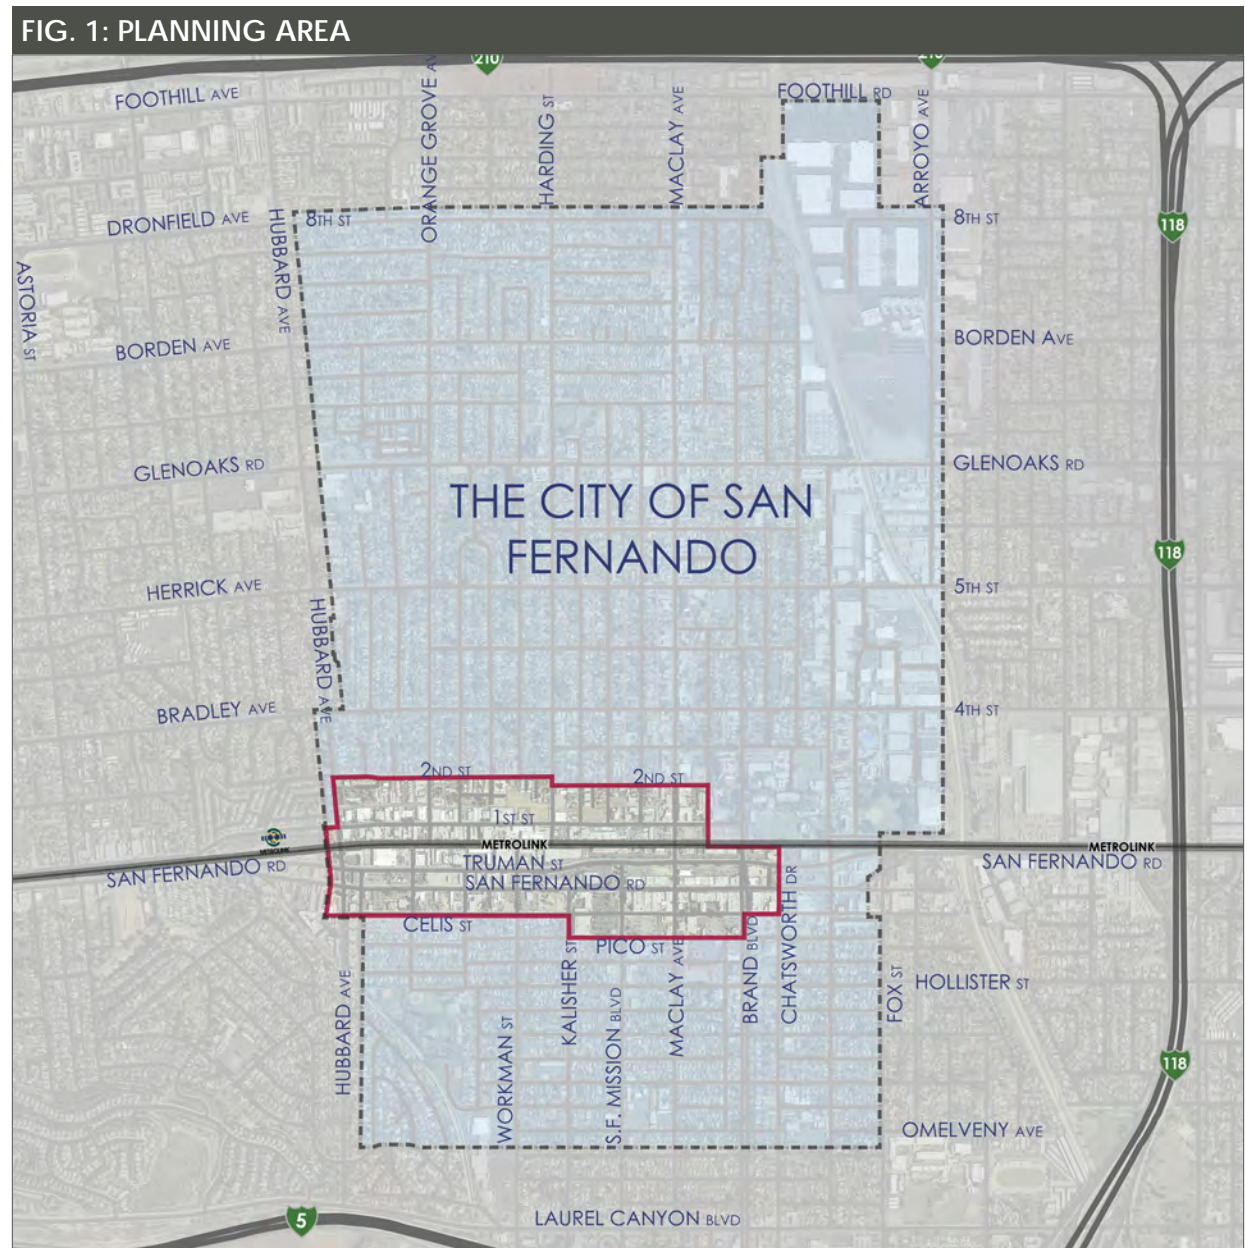 FIG. 1: PLANNING AREA
210
210
FOOTHILL AVE
ORANGE GROVE AV
HARDING ST
MACLAY AVE
FOOTHILL RD
ARROYO AVE
DRONFIELD AVE
HUBBARD AVE
8TH ST
8TH ST
118
ASTORIA ST
BORDEN AVE
BORDEN AVE
GLENOAKS RD
GLENOAKS RD
THE CITY OF SAN
FERNANDO
118
HERRICK AVE
5TH ST
HUBBARD AVE
BRADLEY AVE
4TH ST
2ND ST
2ND ST
1ST ST
METROLINK
METROLINK
METROLINK
TRUMAN ST
SAN FERNANDO RD
SAN FERNANDO RD
SAN FERNANDO RD
CELIS ST
PICO ST
HUBBARD AVE
WORKMAN ST
KALISHER ST
S.F. MISSION BLVD
MACLAY AVE
BRAND BLVD
CHATSWORTH DR
FOX ST
HOLLISTER ST
118
OMELVENY AVE
5
LAUREL CANYON BLVD